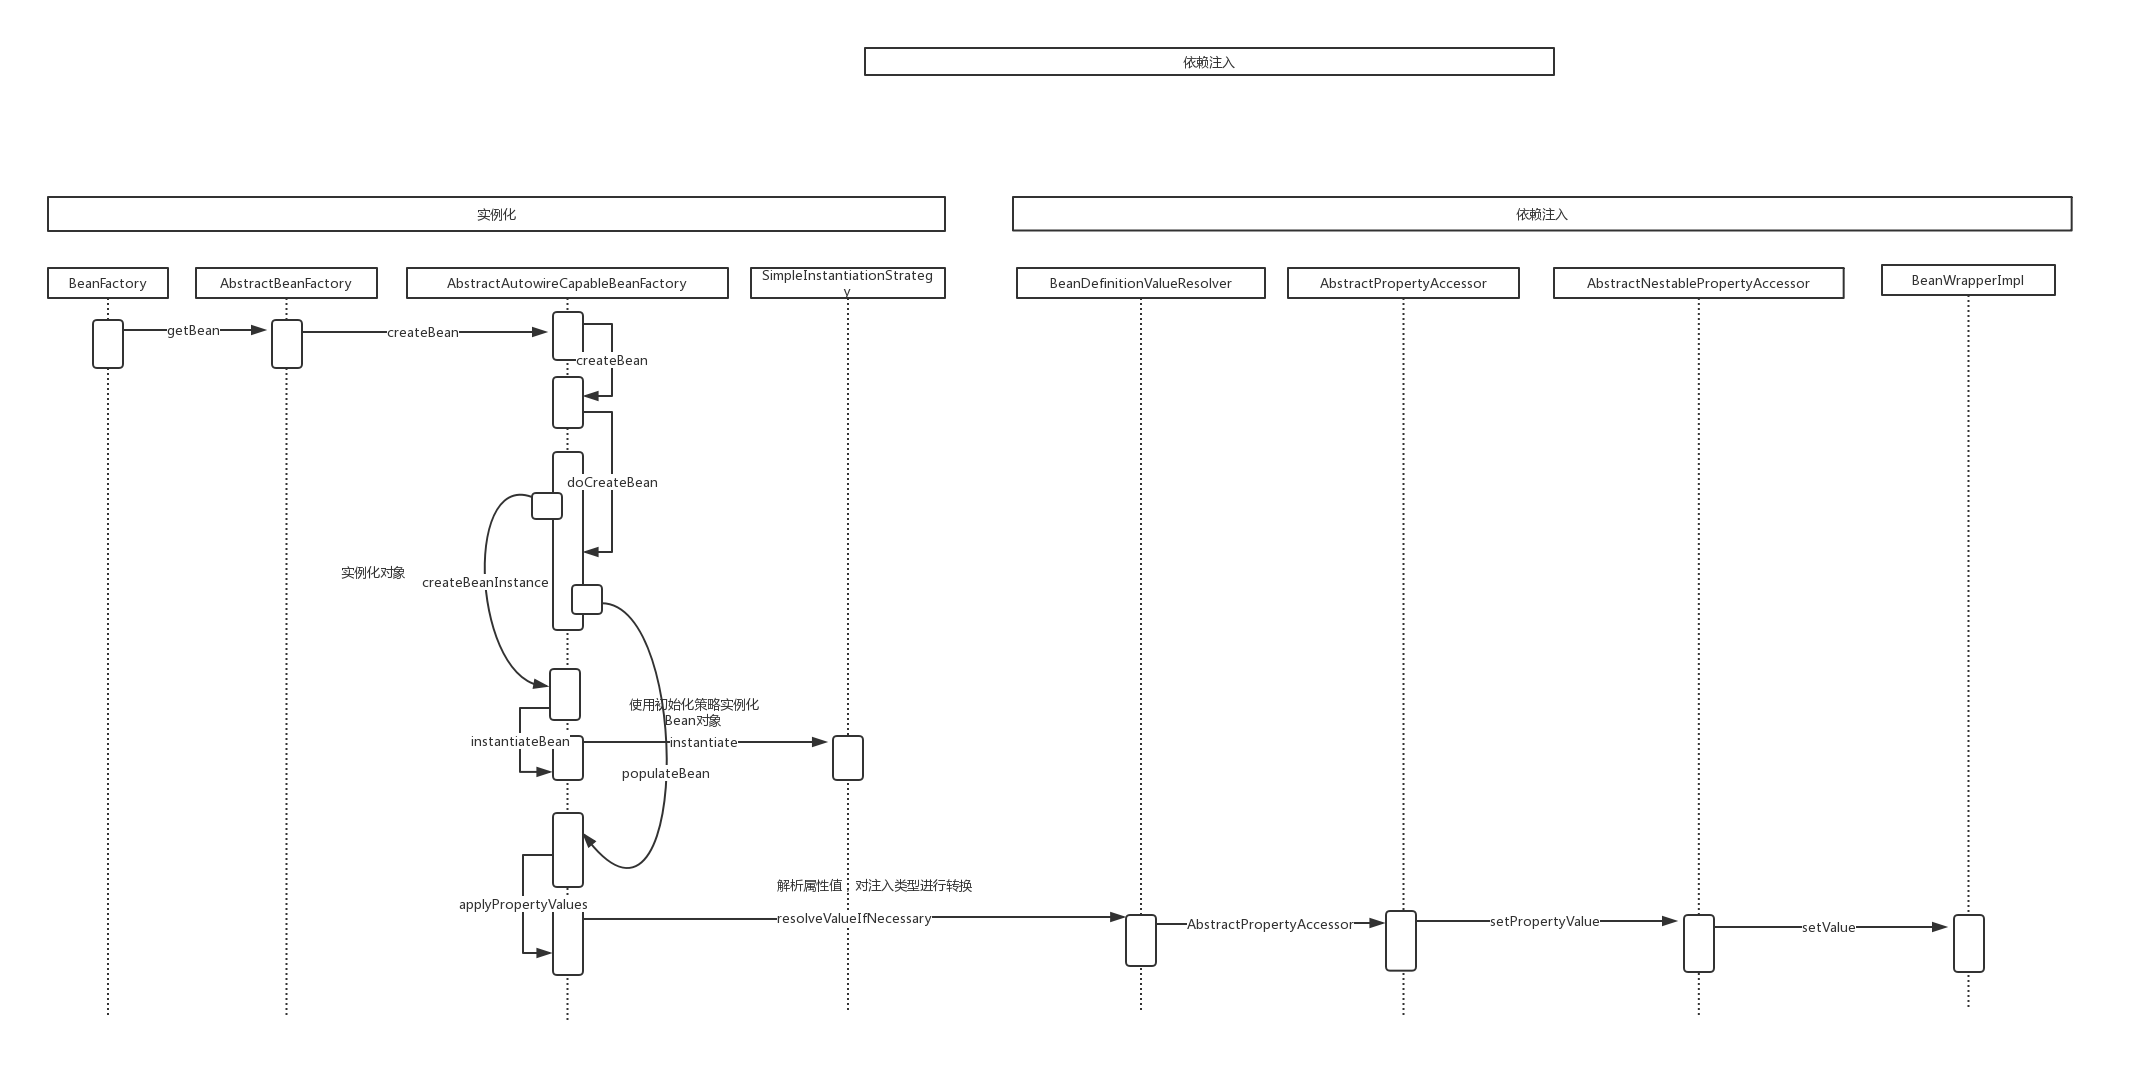 依赖注入
实例化
依赖注入
BeanFactory
AbstractBeanFactory
AbstractAutowireCapableBeanFactory
SimpleInstantiationStrateg
y
BeanDefinitionValueResolver
AbstractPropertyAccessor
AbstractNestablePropertyAccessor
BeanWrapperImpl
getBean
createBean
createBean
doCreateBean
实例化对象
createBeanInstance
使用初始化策略实例化
Bean对象
instantiateBean
instantiate
populateBean
解析属性值，对注入类型进行转换
applyPropertyValues
resolveValueIfNecessary
AbstractPropertyAccessor
setPropertyValue
setValue